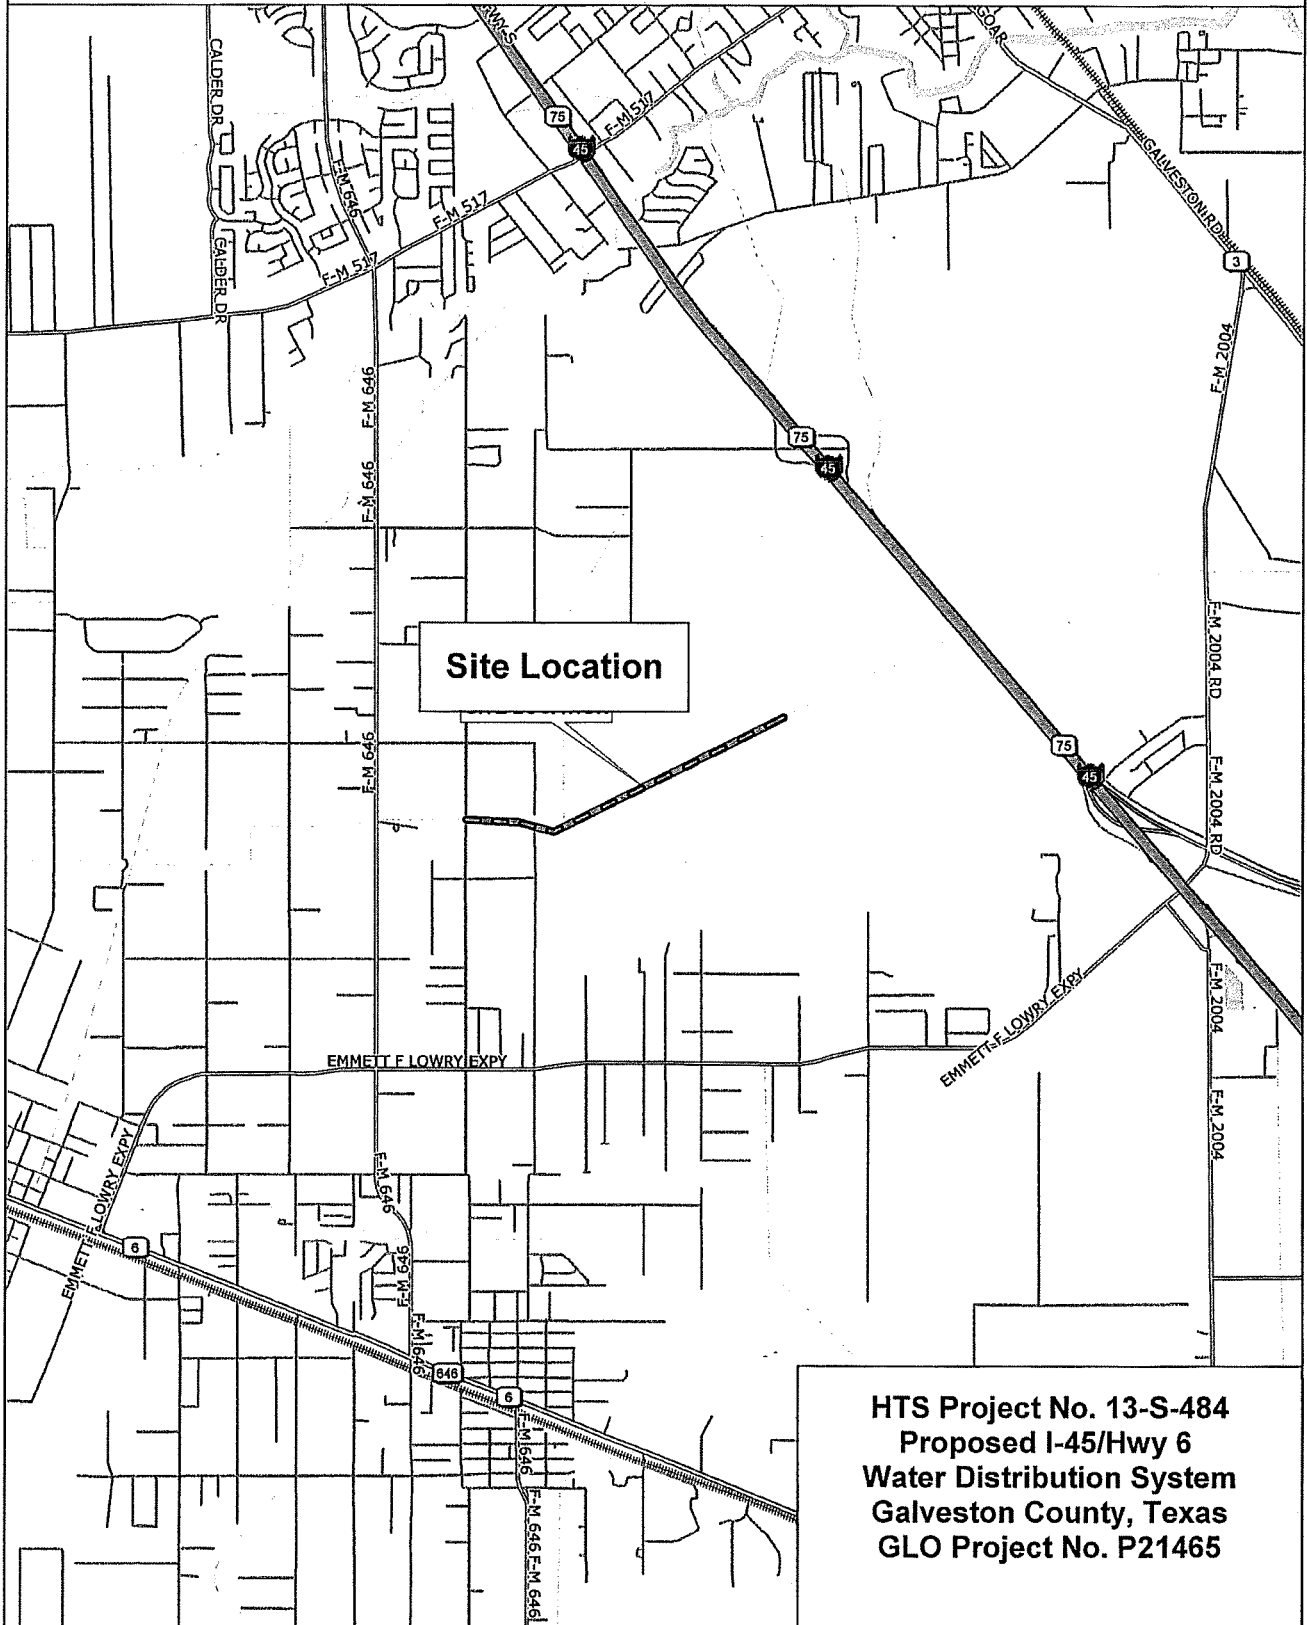 RWY S
GOAR
CALDER DR
75
F-M 517
45
GALVESTON RD
F-M 646
F-M 517
CALDER DR
F-M 517
3
F-M 2004
F-M 646
75
45
F-M 646
F-M 2004 RD
Site Location
F-M 646
75
45
F-M 2004 RD
F-M 2004
EMMETT F LOWRY EXPY
EMMETT F LOWRY EXPY
F-M 2004
EMMETT F LOWRY EXPY
F-M 646
6
F-M 646
F-M 646
646
6
F-M 646
F-M 646
F-M 646
HTS Project No. 13-S-484
Proposed I-45/Hwy 6
Water Distribution System
Galveston County, Texas
GLO Project No. P21465